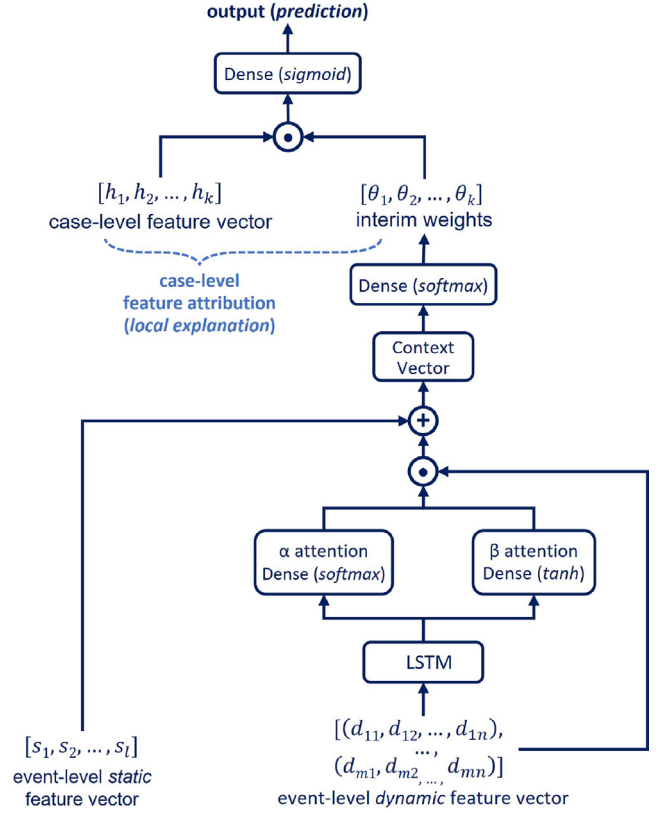 output (prediction)
Dense (sigmoid)
[h₁, h₂, ..., hₖ]
case-level feature vector
[θ₁, θ₂, ..., θₖ]
interim weights
case-level
feature attribution
(local explanation)
Dense (softmax)
Context
Vector
+
α attention
Dense (softmax)
β attention
Dense (tanh)
LSTM
[s₁, s₂, ..., sₗ]
event-level static
feature vector
[(d₁₁, d₁₂, ..., d₁ₙ),
...,
(dₘ₁, dₘ₂, ..., dₘₙ)]
event-level dynamic feature vector